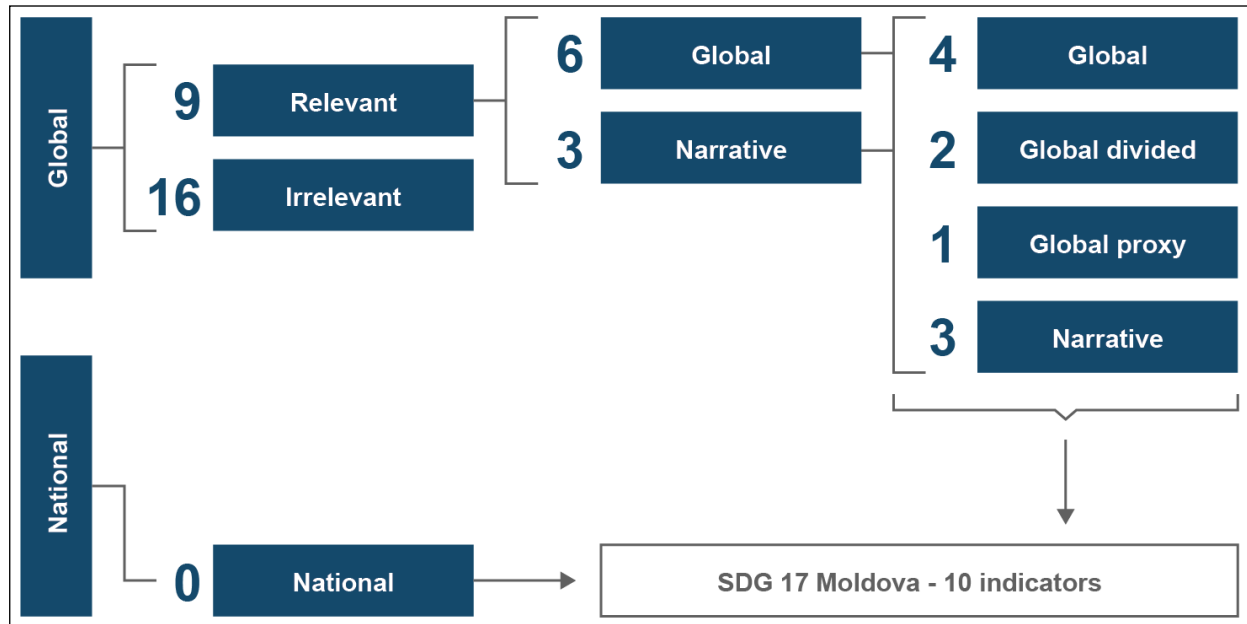 Global
9 Relevant
16 Irrelevant
6 Global
3 Narrative
4 Global
2 Global divided
1 Global proxy
3 Narrative
National
0 National
SDG 17 Moldova - 10 indicators